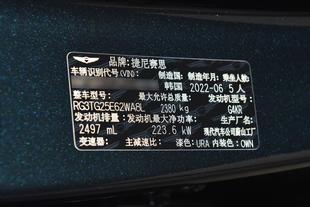 品牌：捷尼赛思
车辆识别代号(VIN)： 制造国： 制造年月： 乘坐人数
韩国 2022-06 5人
整车型号： 最大允许总质量： 发动机型号：
RG3TG25E62WA8L 2380 kg G4KR
发动机排量： 发动机最大净功率：
2497 mL 223.6 kW 现代汽车公司蔚山工厂
变速器： 主减速比： 漆色：URA 内装色：OWN